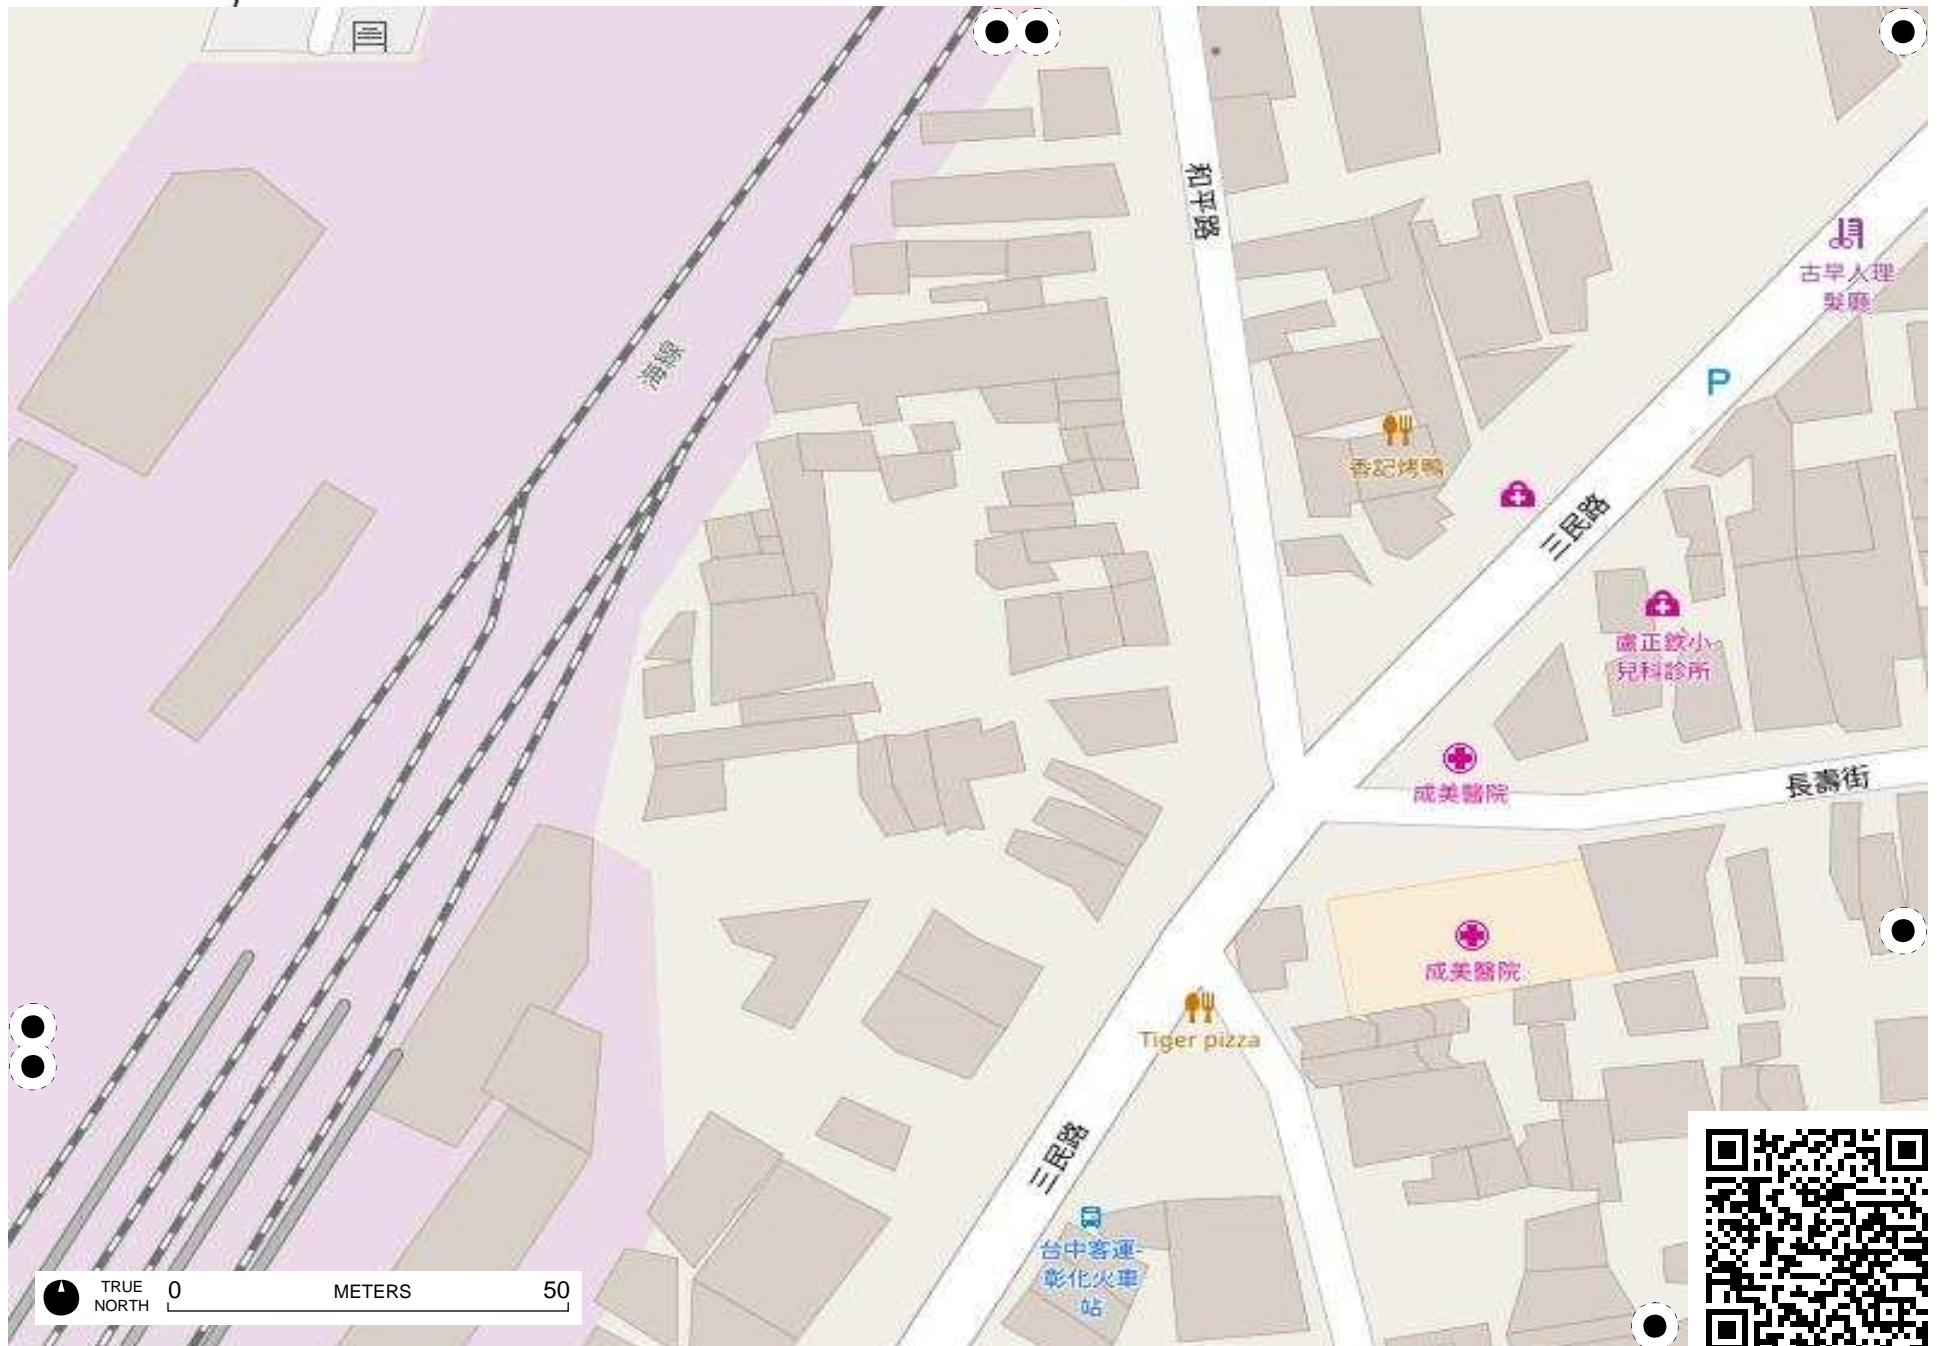 和平路
古早人理
髮廳
P
縱貫
香記烤鴨
三民路
盧正欽小
兒科診所
成美醫院
長壽街
成美醫院
Tiger pizza
三民路
台中客運-
彰化火車
站
TRUE
NORTH
0 METERS 50